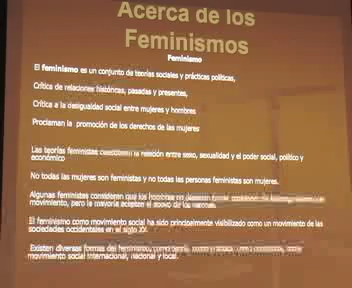 Acerca de los
Feminismos
Feminismo
El feminismo es un conjunto de teorías sociales y prácticas políticas,
Crítica de relaciones históricas, pasadas y presentes,
Crítica a la desigualdad social entre mujeres y hombres
Proclaman la promoción de los derechos de las mujeres
Las teorías feministas cuestionan la relación entre sexo, sexualidad y el poder social, político y
económico
No todas las mujeres son feministas y no todas las personas feministas son mujeres.
Algunas feministas consideran que los hombres no
movimiento, pero la mayoría aceptan el apoyo de los varones.
El feminismo como movimiento social ha sido principalmente visibilizado como un movimiento de las
sociedades occidentales en el siglo XX.
Existen diversas formas del feminismo, como
movimiento social internacional, nacional y local.